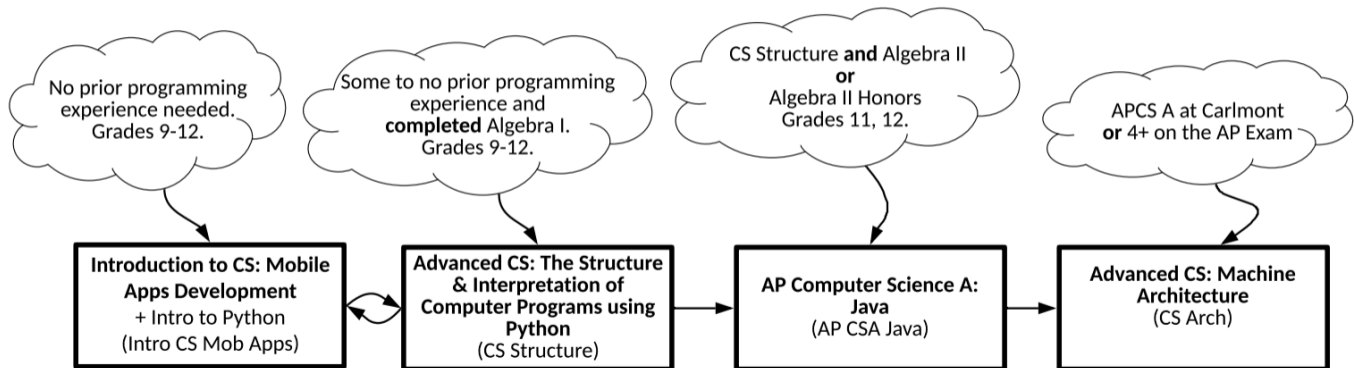 No prior programming
experience needed.
Grades 9-12.
Some to no prior programming
experience and
completed Algebra I.
Grades 9-12.
CS Structure and Algebra II
or
Algebra II Honors
Grades 11, 12.
APCS A at Carlmont
or 4+ on the AP Exam
Introduction to CS: Mobile
Apps Development
+ Intro to Python
(Intro CS Mob Apps)
Advanced CS: The Structure
& Interpretation of
Computer Programs using
Python
(CS Structure)
AP Computer Science A:
Java
(AP CSA Java)
Advanced CS: Machine
Architecture
(CS Arch)